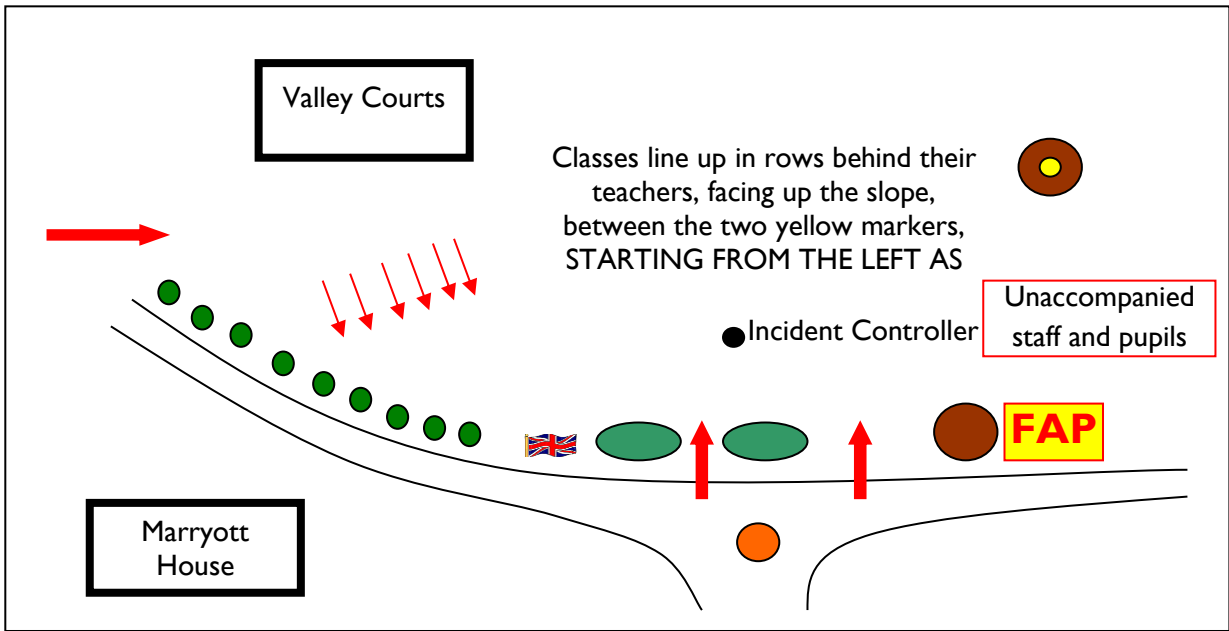 Valley Courts
Classes line up in rows behind their
teachers, facing up the slope,
between the two yellow markers,
STARTING FROM THE LEFT AS
Unaccompanied
staff and pupils
Incident Controller
FAP
Marryott
House